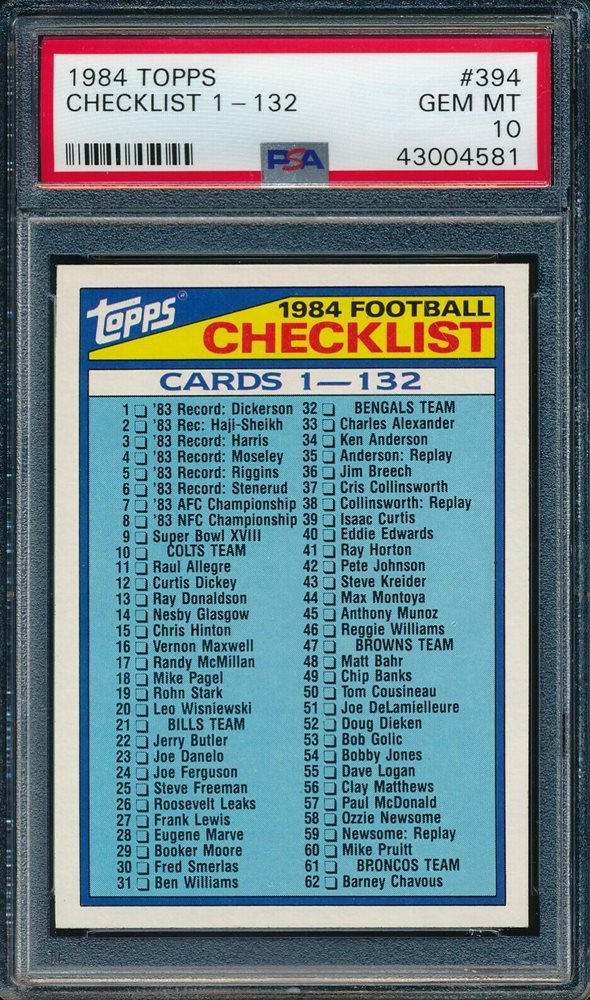 1984 TOPPS #394
CHECKLIST 1 – 132 GEM MT
10
PSA 43004581
topps
1984 FOOTBALL
CHECKLIST
CARDS 1—132
1 '83 Record: Dickerson
2 '83 Rec: Haji-Sheikh
3 '83 Record: Harris
4 '83 Record: Moseley
5 '83 Record: Riggins
6 '83 Record: Stenerud
7 '83 AFC Championship
8 '83 NFC Championship
9 Super Bowl XVIII
10 COLTS TEAM
11 Raul Allegre
12 Curtis Dickey
13 Ray Donaldson
14 Nesby Glasgow
15 Chris Hinton
16 Vernon Maxwell
17 Randy McMillan
18 Mike Pagel
19 Rohn Stark
20 Leo Wisniewski
21 BILLS TEAM
22 Jerry Butler
23 Joe Danelo
24 Joe Ferguson
25 Steve Freeman
26 Roosevelt Leaks
27 Frank Lewis
28 Eugene Marve
29 Booker Moore
30 Fred Smerlas
31 Ben Williams
32 BENGALS TEAM
33 Charles Alexander
34 Ken Anderson
35 Anderson: Replay
36 Jim Breech
37 Cris Collinsworth
38 Collinsworth: Replay
39 Isaac Curtis
40 Eddie Edwards
41 Ray Horton
42 Pete Johnson
43 Steve Kreider
44 Max Montoya
45 Anthony Munoz
46 Reggie Williams
47 BROWNS TEAM
48 Matt Bahr
49 Chip Banks
50 Tom Cousineau
51 Joe DeLamielleure
52 Doug Dieken
53 Bob Golic
54 Bobby Jones
55 Dave Logan
56 Clay Matthews
57 Paul McDonald
58 Ozzie Newsome
59 Newsome: Replay
60 Mike Pruitt
61 BRONCOS TEAM
62 Barney Chavous